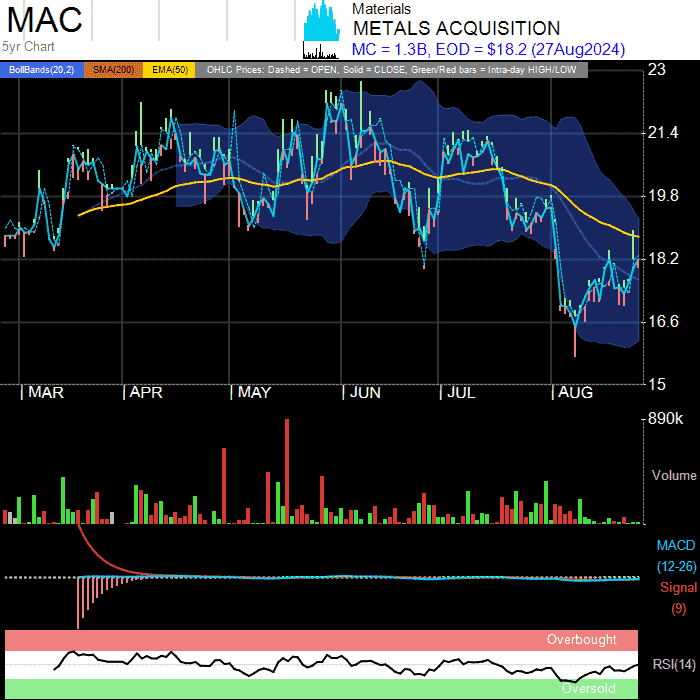 MAC
5yr Chart
Materials
METALS ACQUISITION
MC = 1.3B, EOD = $18.2 (27Aug2024)
BollBands(20,2) SMA(200) EMA(50) OHLC Prices: Dashed = OPEN, Solid = CLOSE, Green/Red bars = Intra-day HIGH/LOW
23
21.4
19.8
18.2
16.6
15
MAR APR MAY JUN JUL AUG
890k
Volume
MACD
(12-26)
Signal
(9)
Overbought
RSI(14)
Oversold